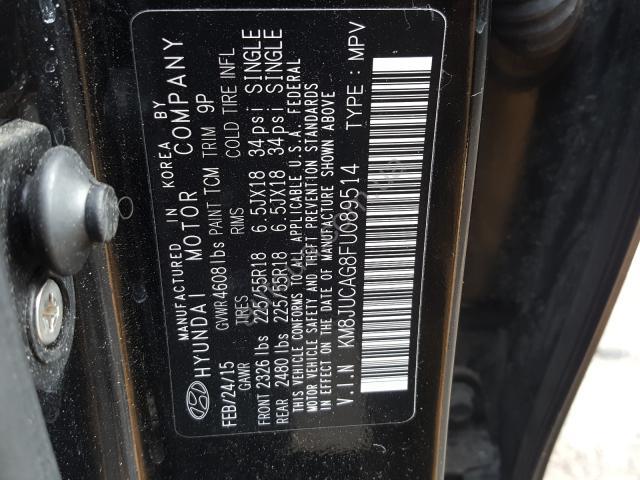 MANUFACTURED IN KOREA BY
HYUNDAI MOTOR COMPANY
FEB/24/15 GVWR 4608lbs PAINT TCM TRIM 9P
GAWR TIRES RIMS COLD TIRE INFL
FRONT 2326 lbs 225/55R18 6.5JX18 34psi SINGLE
REAR 2480 lbs 225/55R18 6.5JX18 34psi SINGLE
THIS VEHICLE CONFORMS TO ALL APPLICABLE U.S.A. FEDERAL
MOTOR VEHICLE SAFETY AND THEFT PREVENTION STANDARDS
IN EFFECT ON THE DATE OF MANUFACTURE SHOWN ABOVE
V.I.N KM8JUCAG8FU089514 TYPE : MPV